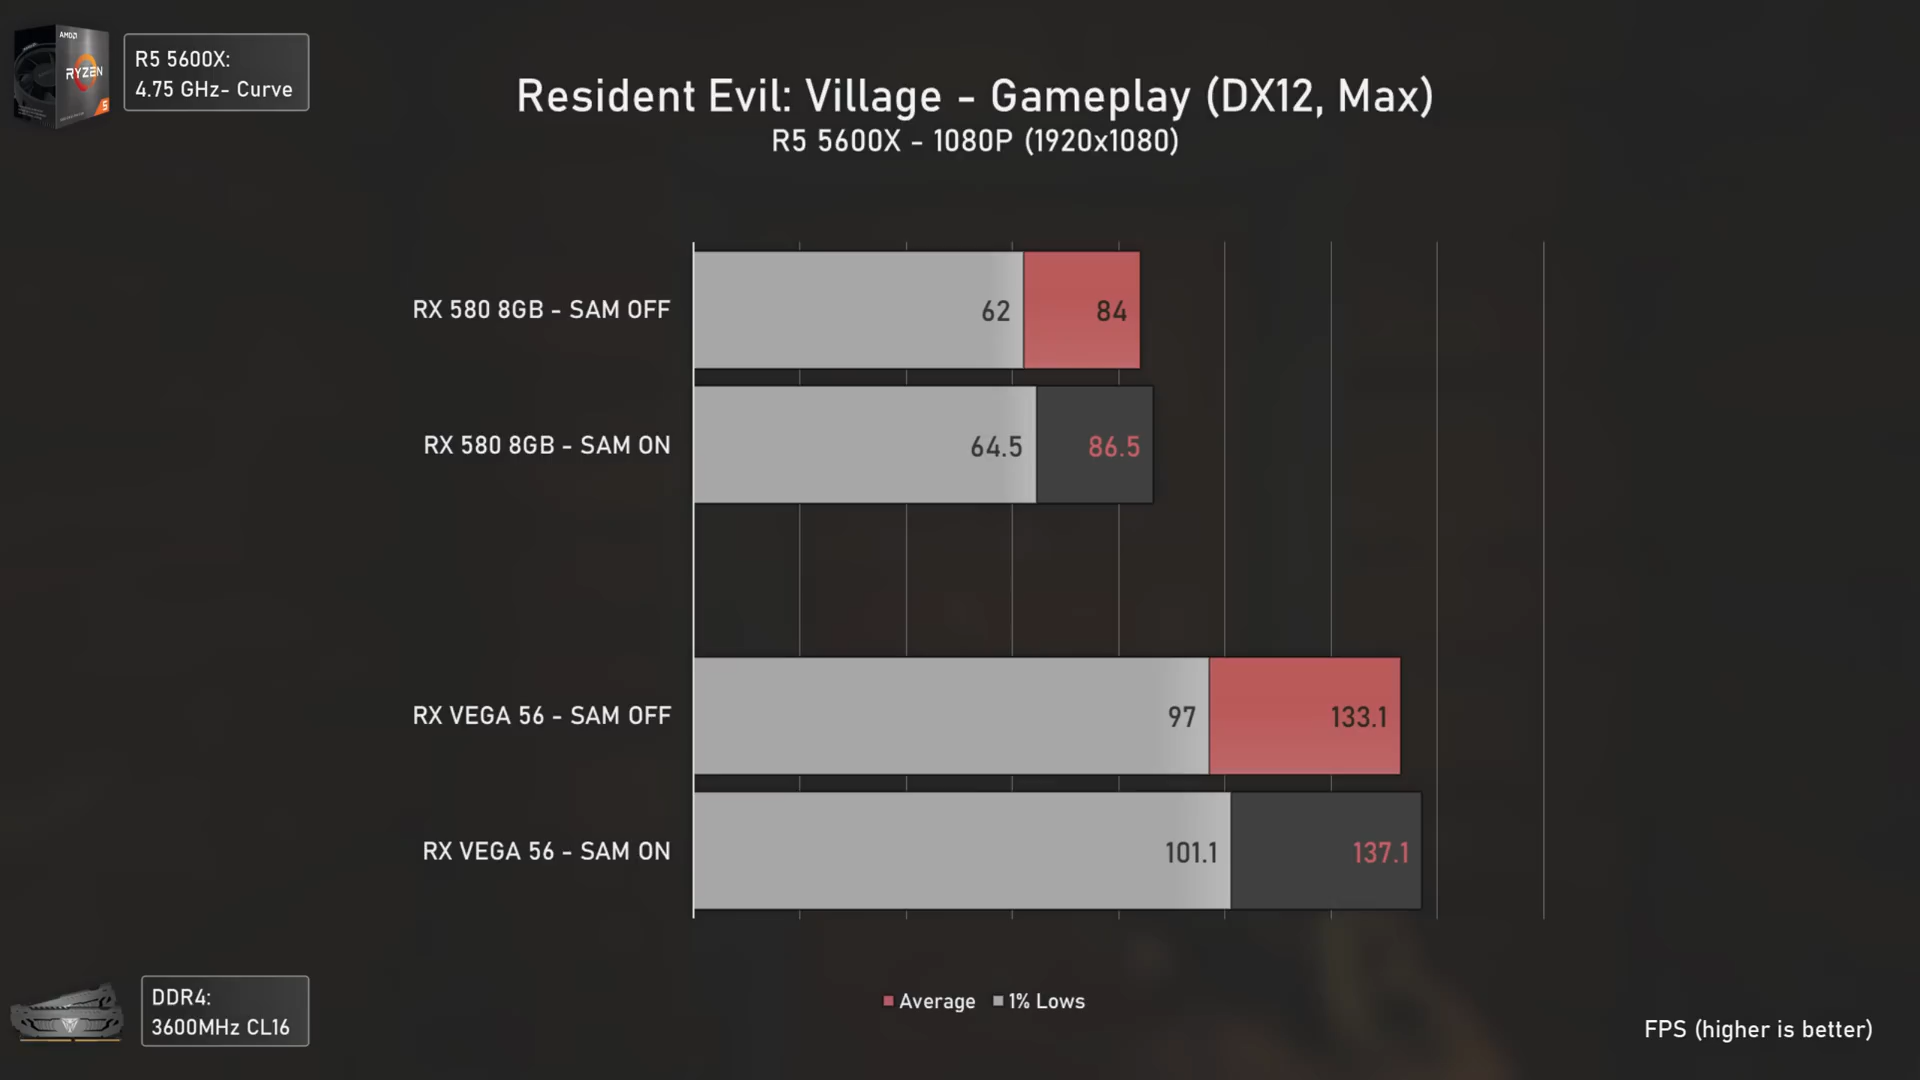 AMD
RYZEN
5
R5 5600X:
4.75 GHz- Curve
Resident Evil: Village - Gameplay (DX12, Max)
R5 5600X - 1080P (1920x1080)
RX 580 8GB - SAM OFF
62
84
RX 580 8GB - SAM ON
64.5
86.5
RX VEGA 56 - SAM OFF
97
133.1
RX VEGA 56 - SAM ON
101.1
137.1
Average
1% Lows
DDR4:
3600MHz CL16
FPS (higher is better)